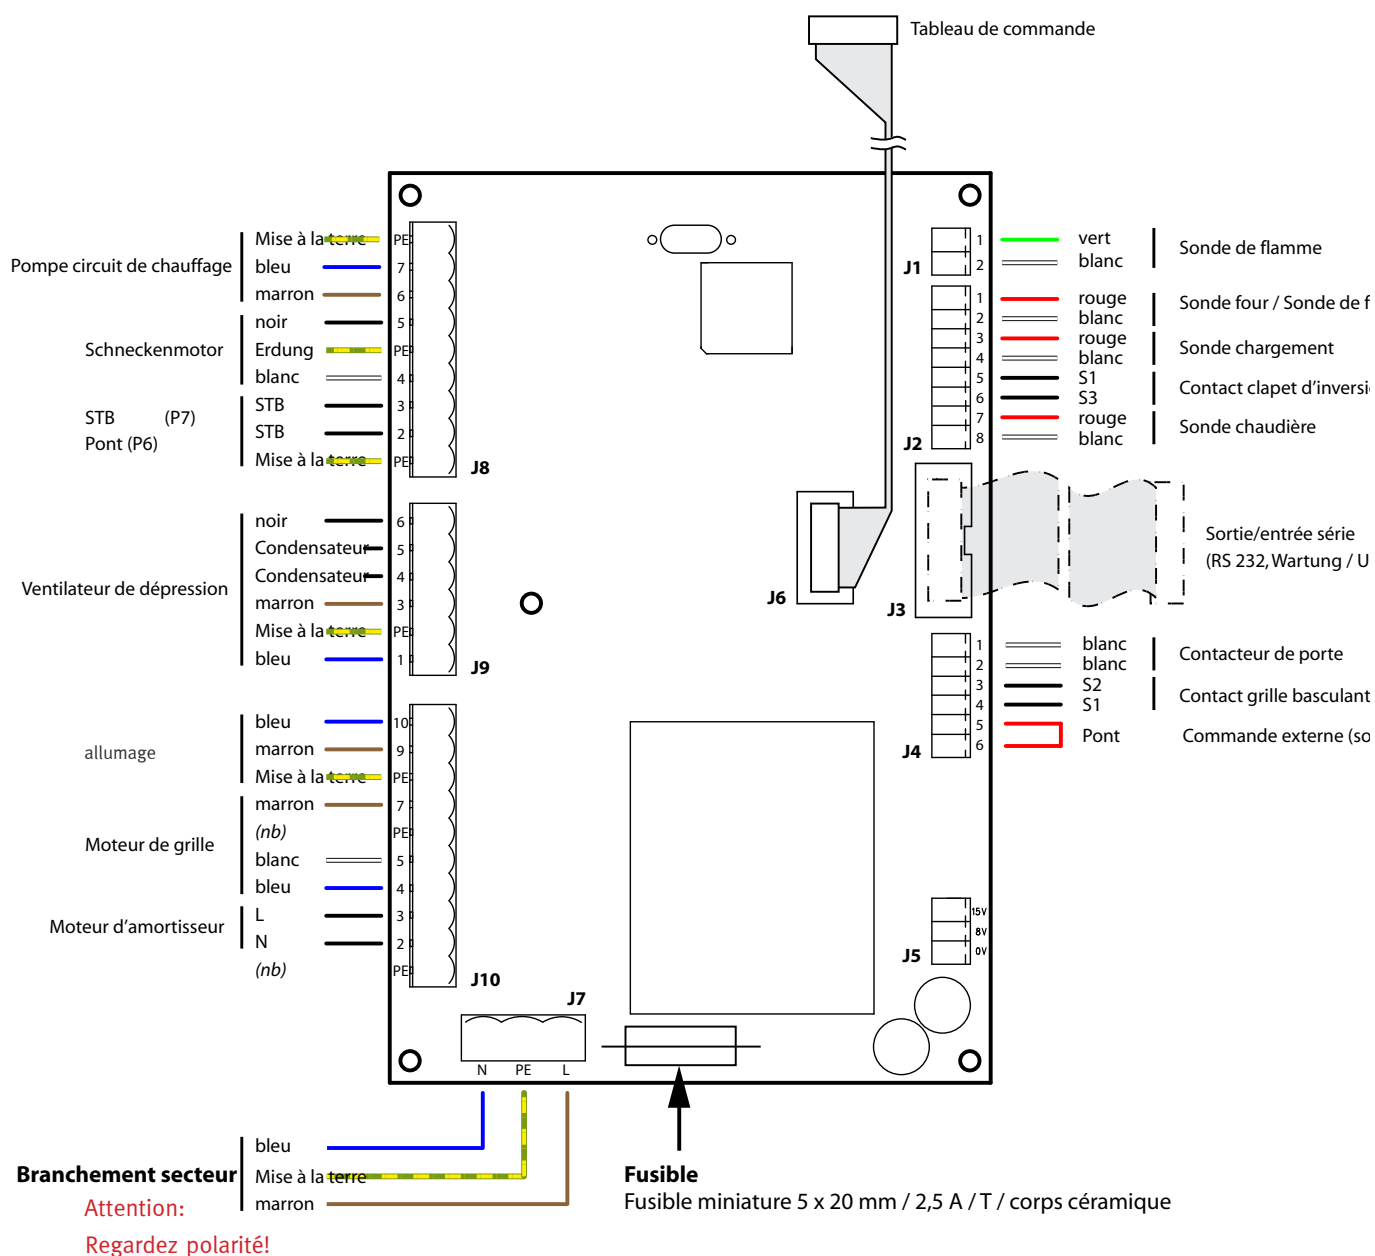 Tableau de commande
Pompe circuit de chauffage
Mise à la terre PE
bleu 7
marron 6
Schneckenmotor
noir 5
Erdung PE
blanc 4
STB (P7)
Pont (P6)
STB 3
STB 2
Mise à la terre PE
J8
Ventilateur de dépression
noir 6
Condensateur 5
Condensateur 4
marron 3
Mise à la terre PE
bleu 1
J9
allumage
bleu 10
marron 9
Mise à la terre PE
Moteur de grille
marron 7
(nb) PE
blanc 5
bleu 4
Moteur d’amortisseur
L 3
N 2
(nb) PE
J10
J1
1 vert
2 blanc
Sonde de flamme
J2
1 rouge
2 blanc
Sonde four / Sonde de f
3 rouge
4 blanc
Sonde chargement
5 S1
6 S3
Contact clapet d’inversi
7 rouge
8 blanc
Sonde chaudière
J6
J3
Sortie/entrée série
(RS 232, Wartung / U
J4
1 blanc
2 blanc
Contacteur de porte
3 S2
4 S1
Contact grille basculant
5
6
Pont
Commande externe (so
J5
15V
8V
0V
J7
N PE L
Branchement secteur
bleu
Mise à la terre
marron
Attention:
Regardez polarité!
Fusible
Fusible miniature 5 x 20 mm / 2,5 A / T / corps céramique